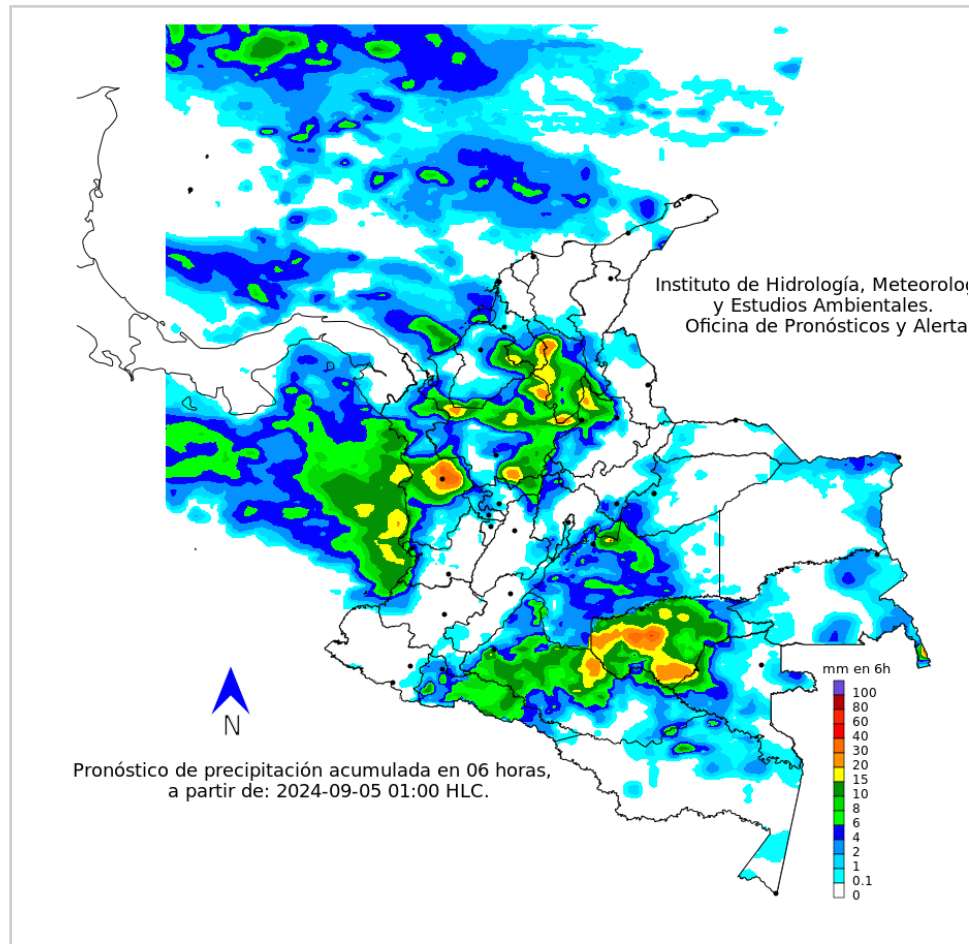 Instituto de Hidrología, Meteorolog
y Estudios Ambientales.
Oficina de Pronósticos y Alerta
mm en 6h
100
80
60
40
30
20
15
10
8
6
4
2
1
0.1
0
N
Pronóstico de precipitación acumulada en 06 horas,
a partir de: 2024-09-05 01:00 HLC.